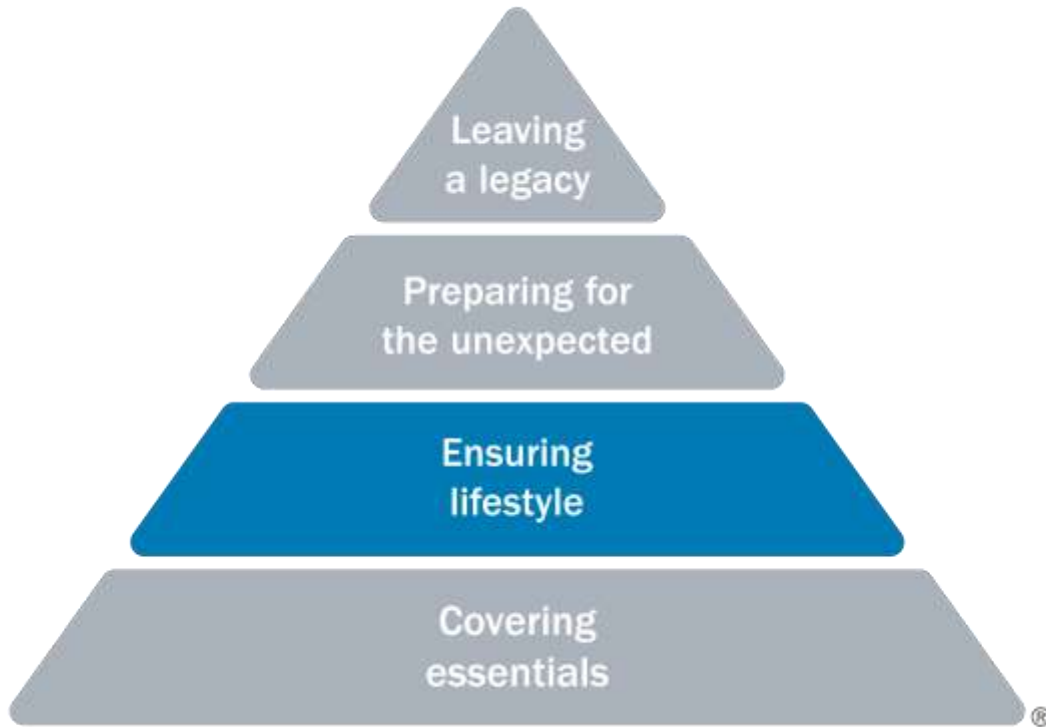 Leaving
a legacy
Preparing for
the unexpected
Ensuring
lifestyle
Covering
essentials
®